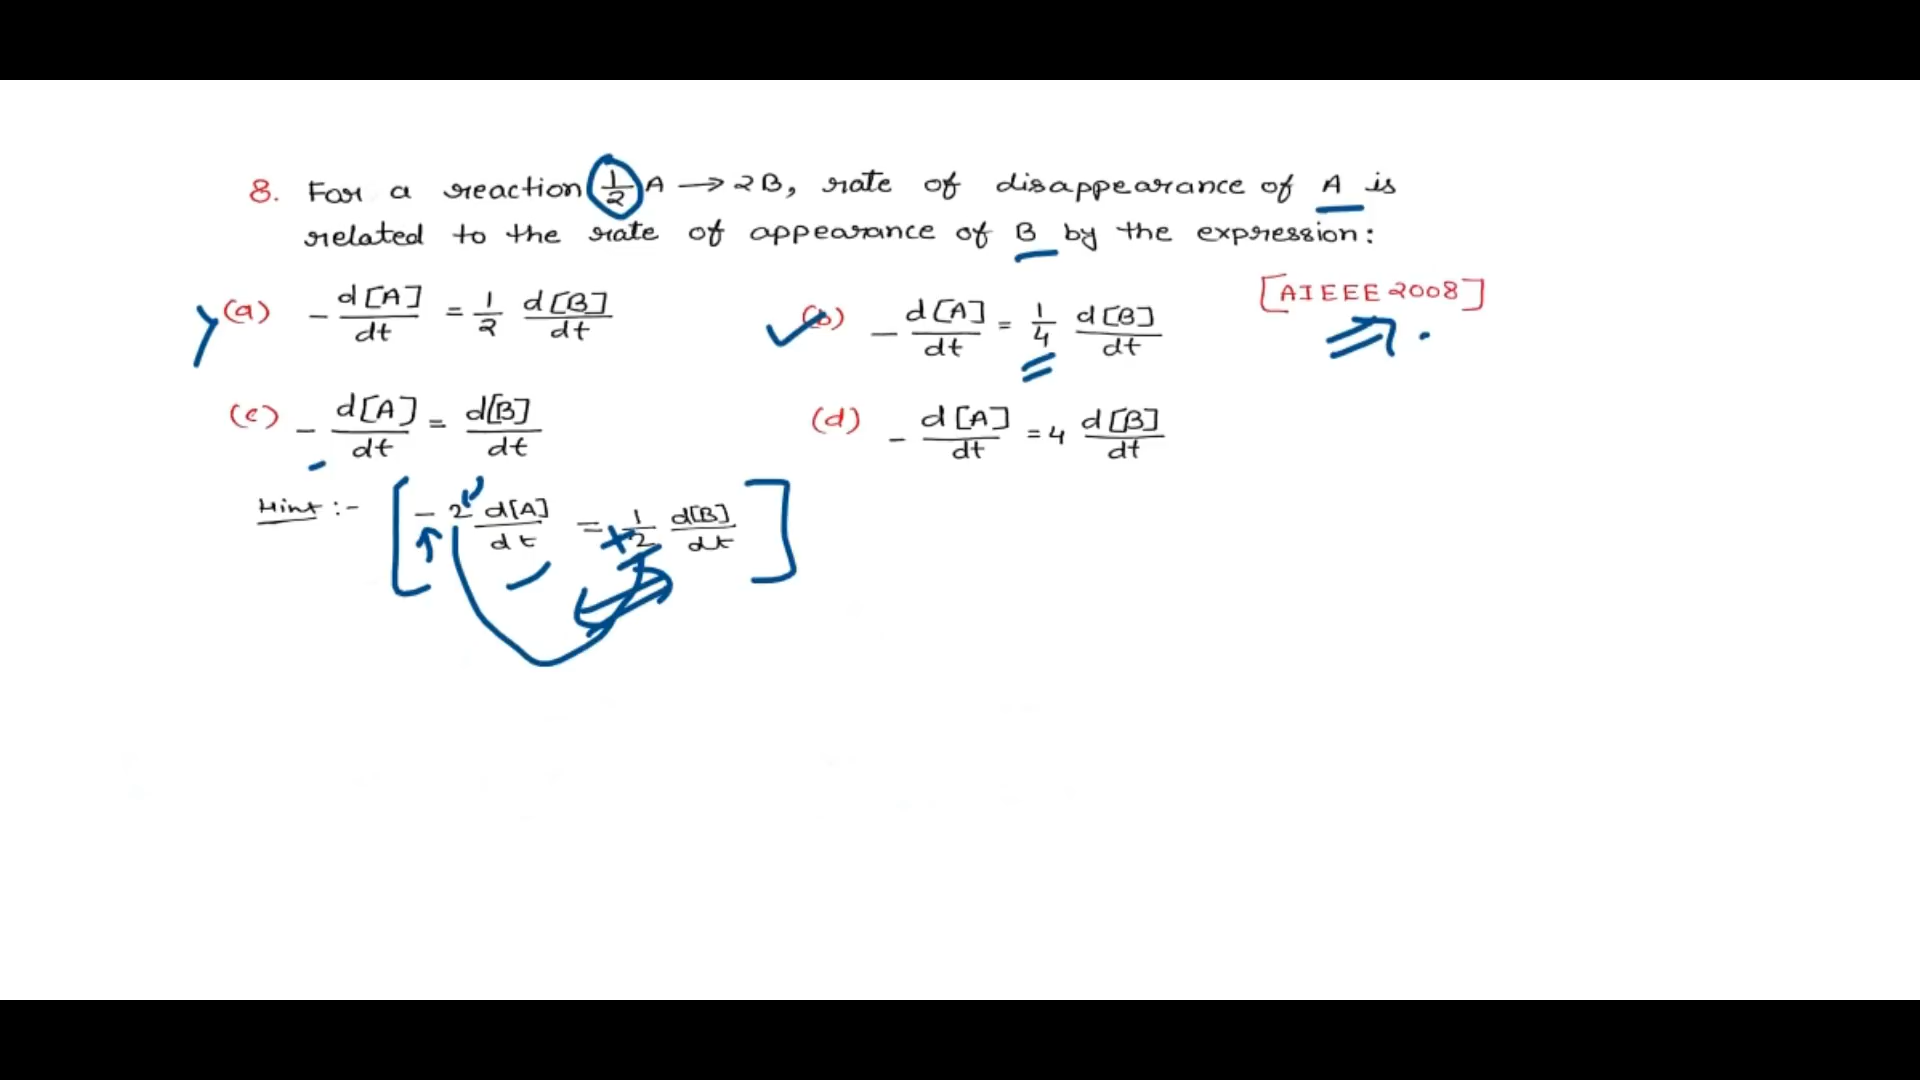 8. For a reaction 1/2 A → 2B, rate of disappearance of A is
related to the rate of appearance of B by the expression:
[AIEEE 2008]
(a) - d[A]/dt = 1/2 d[B]/dt (b) - d[A]/dt = 1/4 d[B]/dt
(c) - d[A]/dt = d[B]/dt (d) - d[A]/dt = 4 d[B]/dt
Hint :- [ - 2 d[A]/dt = + 1/2 d[B]/dt ]